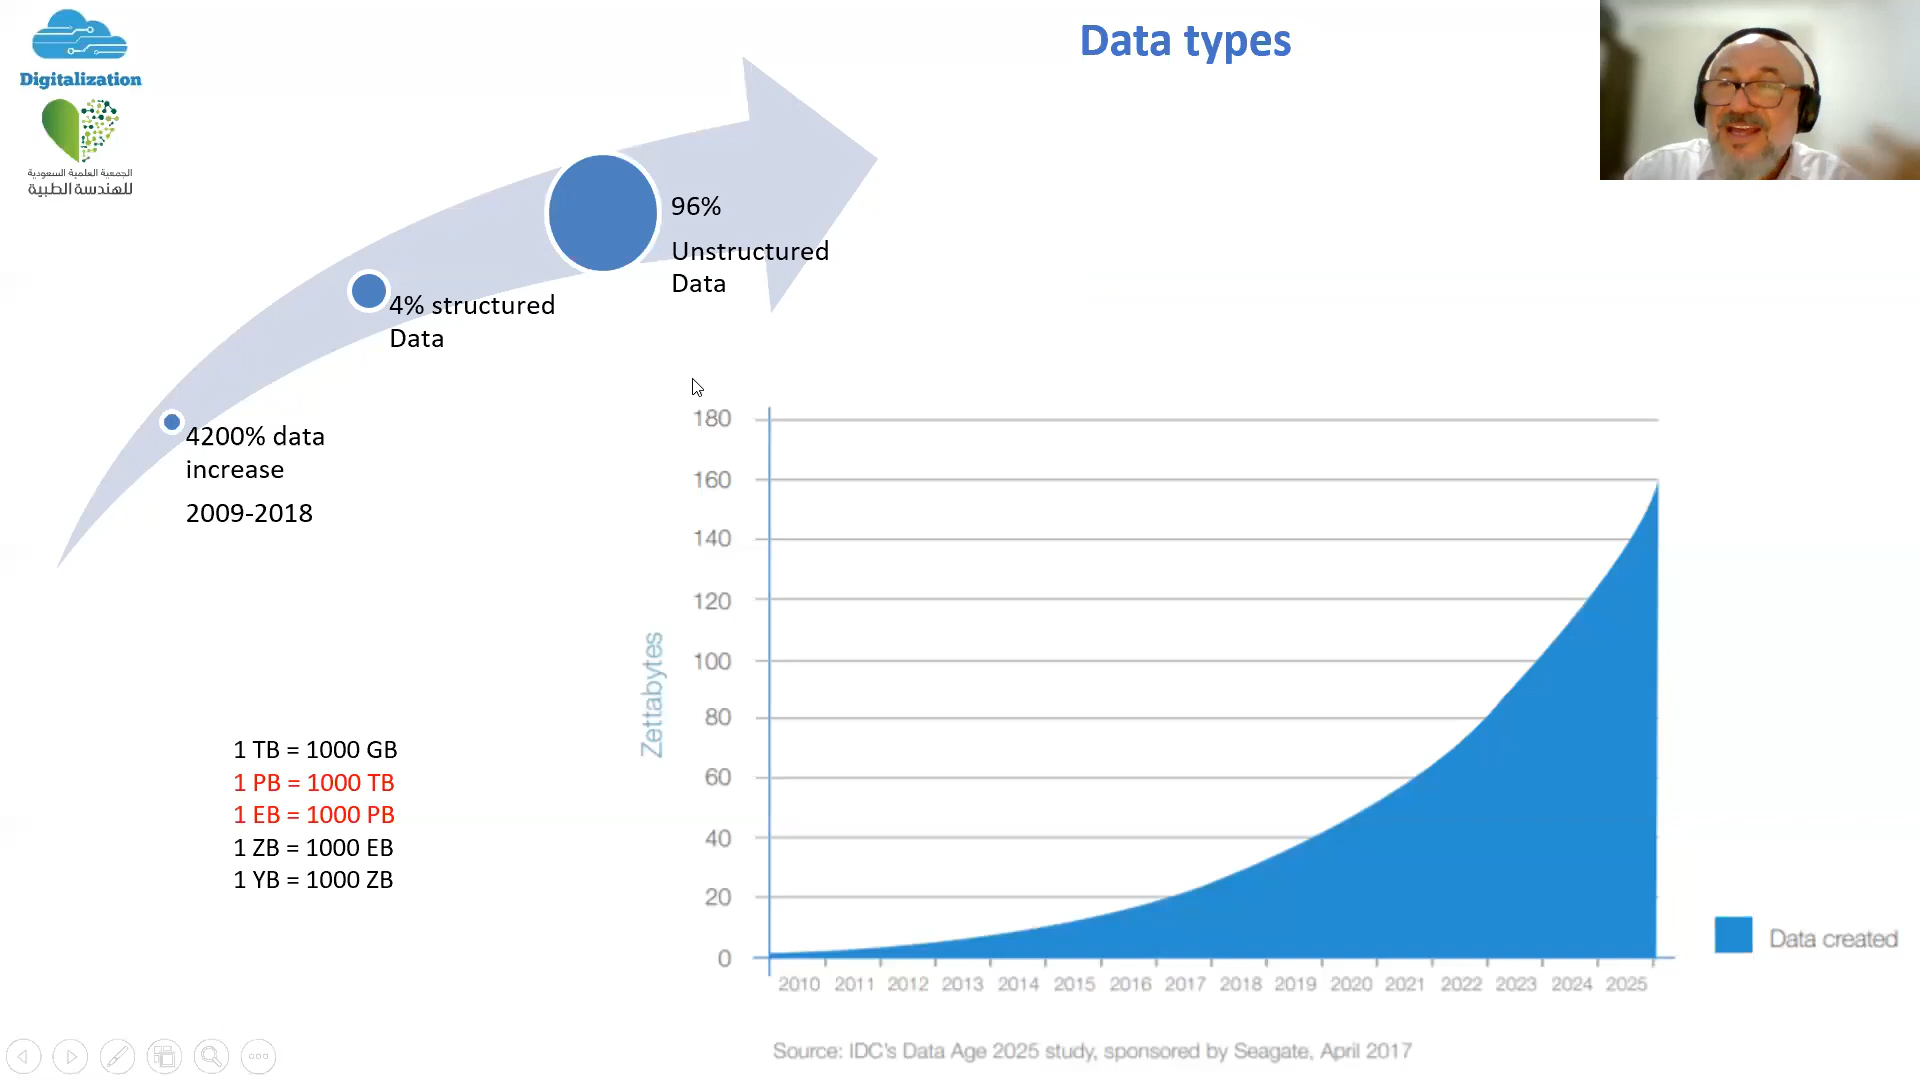 Data types
Digitalization
الجمعية العلمية السعودية
للهندسة الطبية
96%
Unstructured
Data
4% structured
Data
4200% data
increase
2009-2018
1 TB = 1000 GB
1 PB = 1000 TB
1 EB = 1000 PB
1 ZB = 1000 EB
1 YB = 1000 ZB
180
160
140
120
100
80
60
40
20
0
Zettabytes
2010 2011 2012 2013 2014 2015 2016 2017 2018 2019 2020 2021 2022 2023 2024 2025
Data created
Source: IDC's Data Age 2025 study, sponsored by Seagate, April 2017